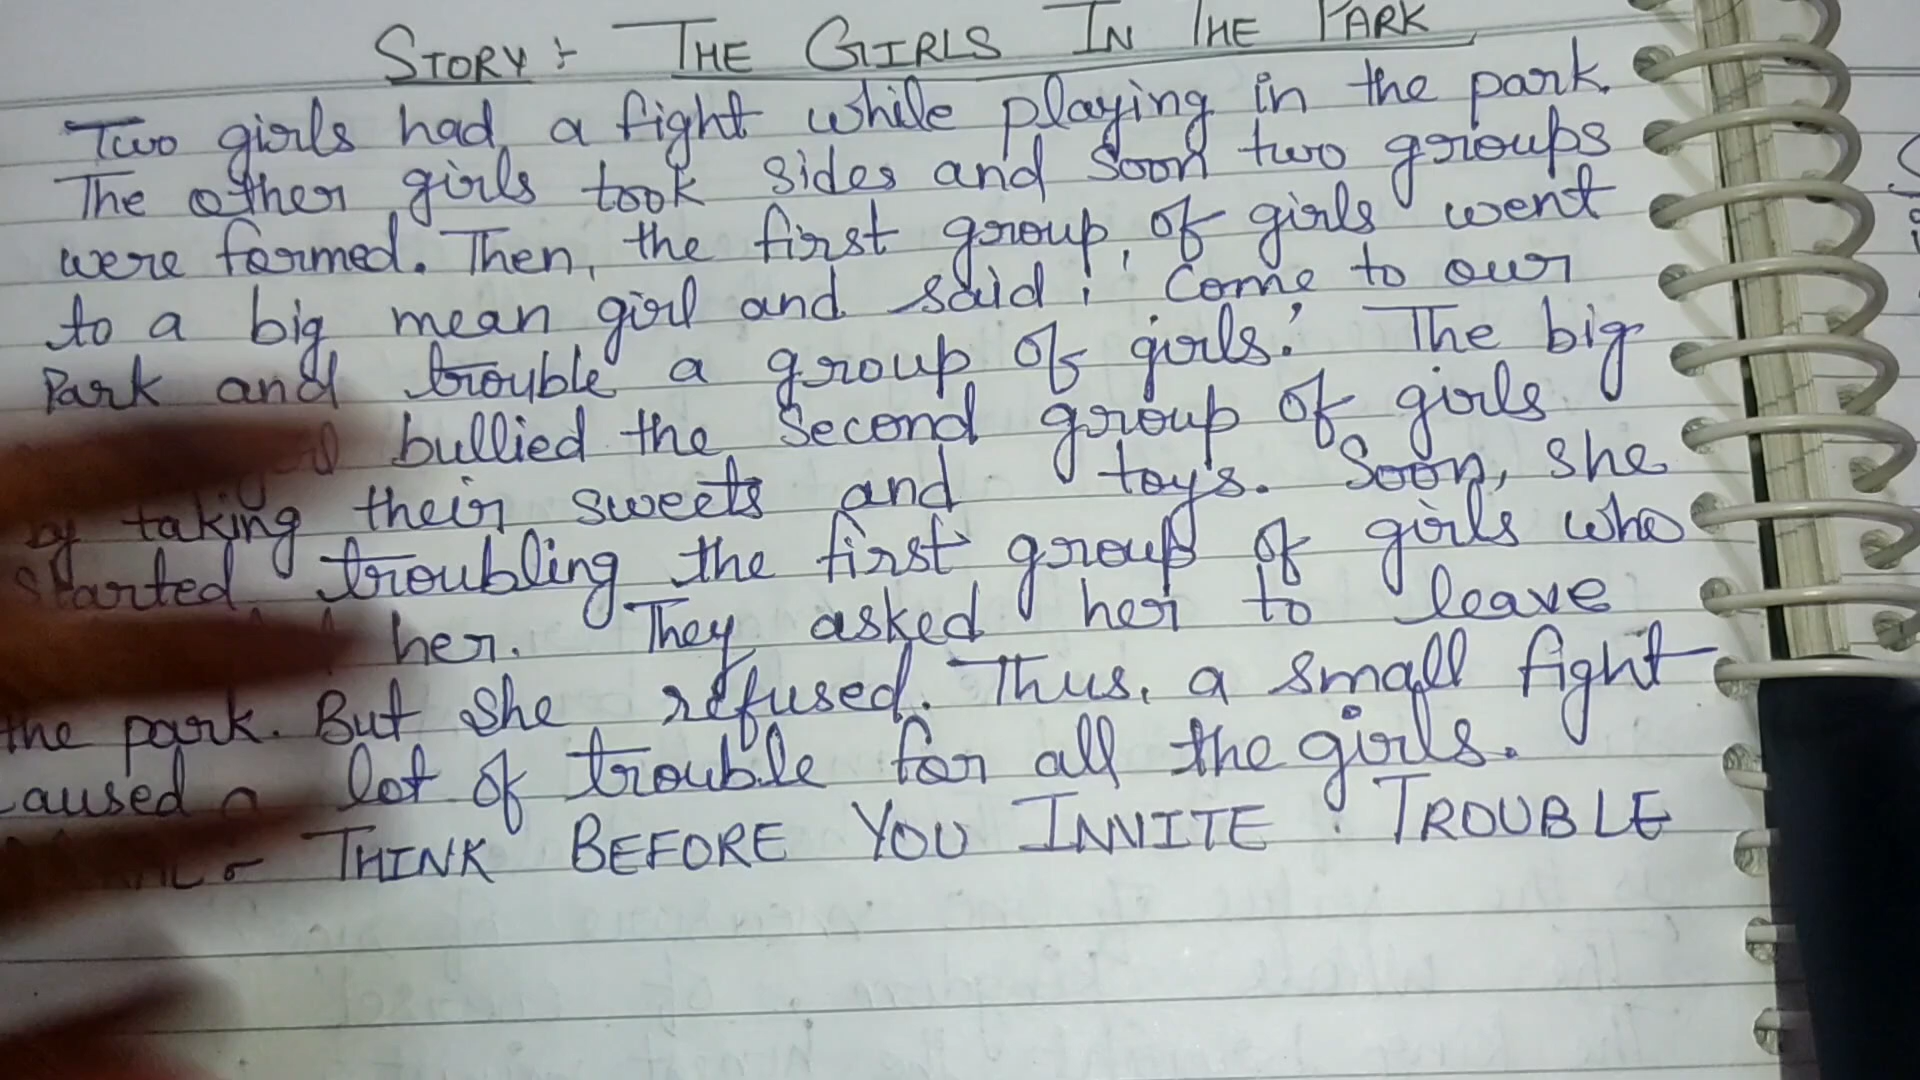 STORY :- THE GIRLS IN THE PARK
Two girls had a fight while playing in the park.
The other girls took sides and soon two groups
were formed. Then, the first group, of girls went
to a big mean girl and said, 'Come to our
Park and trouble a group of girls.' The big
bullied the second group of girls
by taking their sweets and toys. Soon, she
started troubling the first group of girls who
her. They asked her to leave
the park. But she refused. Thus, a small fight
caused a lot of trouble for all the girls.
THINK BEFORE YOU INVITE TROUBLE